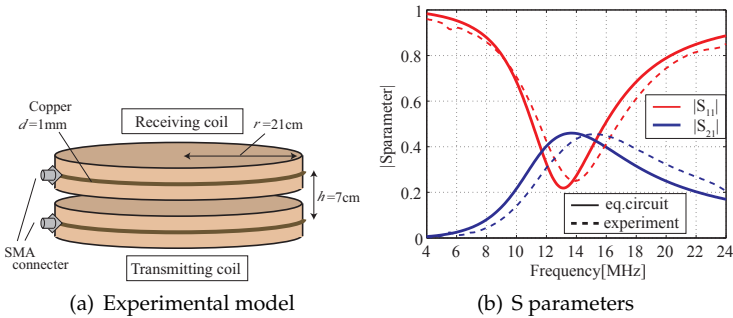 Copper
d=1mm
Receiving coil
r=21cm
h=7cm
SMA
connecter
Transmitting coil
(a) Experimental model
|Sparameter|
1
0.8
0.6
0.4
0.2
0
|S11|
|S21|
eq.circuit
experiment
4 6 8 10 12 14 16 18 20 22 24
Frequency[MHz]
(b) S parameters